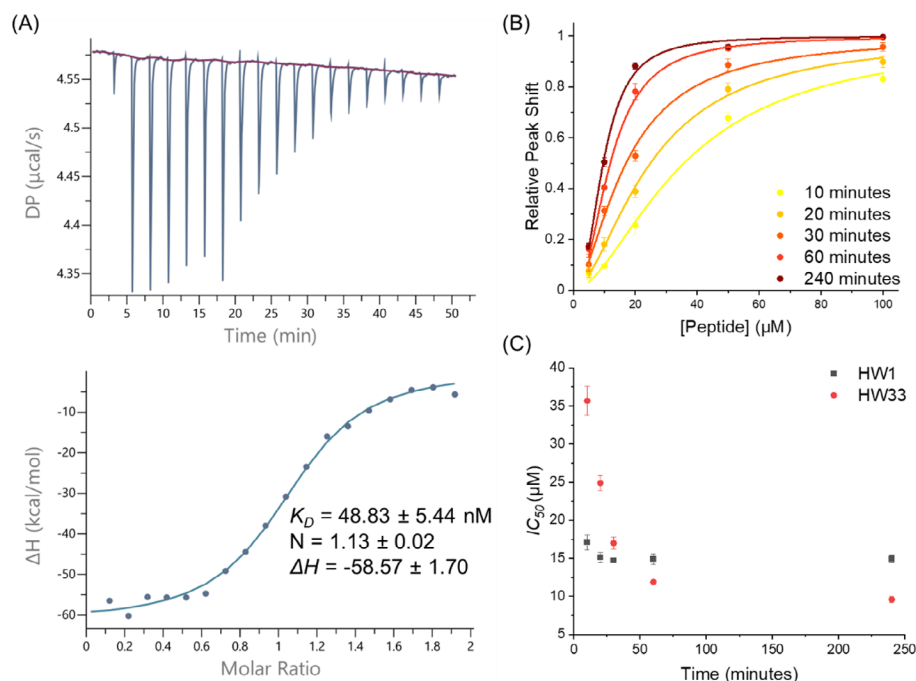 (A)
4.55
4.5
4.45
4.4
4.35
DP (µcal/s)
0 5 10 15 20 25 30 35 40 45 50
Time (min)
-10
-20
-30
-40
-50
-60
ΔH (kcal/mol)
K_D = 48.83 ± 5.44 nM
N = 1.13 ± 0.02
ΔH = -58.57 ± 1.70
0 0.2 0.4 0.6 0.8 1 1.2 1.4 1.6 1.8 2
Molar Ratio
(B)
1
0.8
0.6
0.4
0.2
0
Relative Peak Shift
10 minutes
20 minutes
30 minutes
60 minutes
240 minutes
0 20 40 60 80 100
[Peptide] (µM)
(C)
40
35
30
25
20
15
10
5
IC50 (µM)
HW1
HW33
0 50 100 150 200 250
Time (minutes)